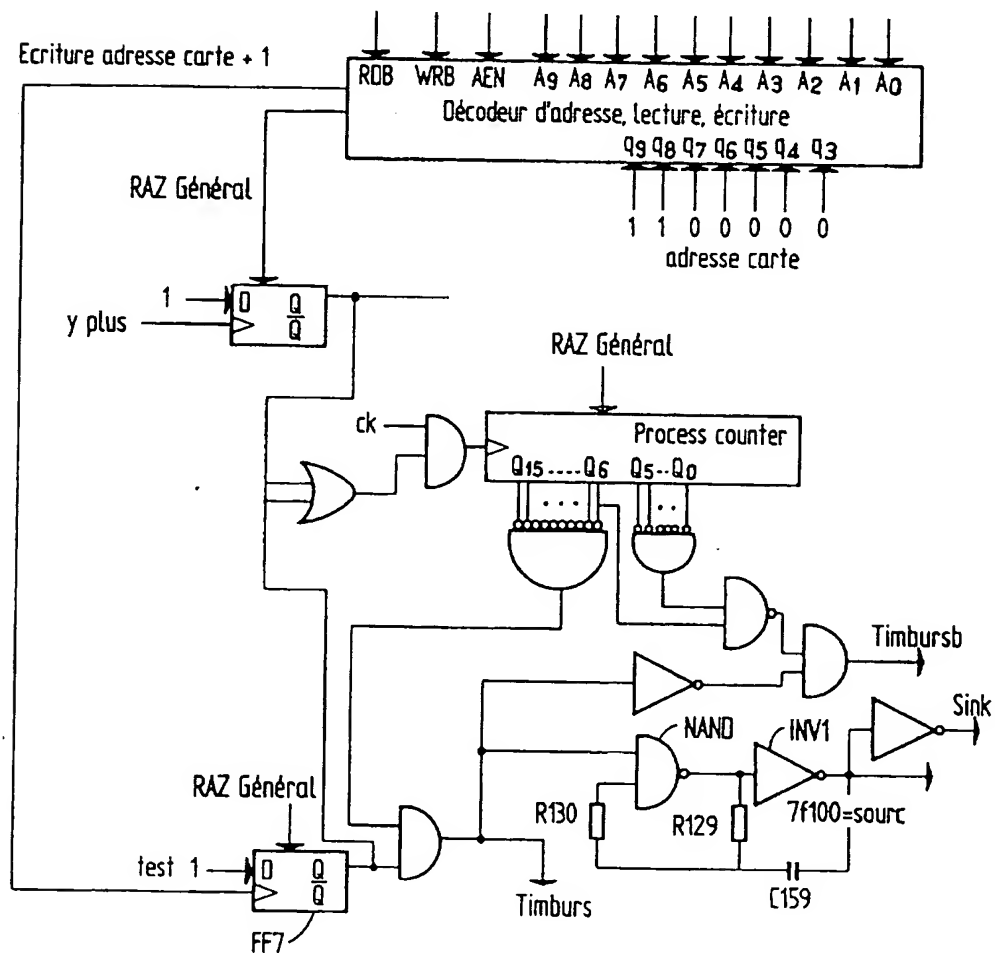 Ecriture adresse carte + 1
RDB WRB AEN A9 A8 A7 A6 A5 A4 A3 A2 A1 A0
Décodeur d'adresse, lecture, écriture
q9 q8 q7 q6 q5 q4 q3
1 1 0 0 0 0 0
adresse carte
RAZ Général
1
D Q
Q
y plus
RAZ Général
ck
Process counter
Q15 .... Q6 Q5 .. Q0
...
..
Timbursb
Sink
NAND
INV1
RAZ Général
R130
R129
7f100=sourc
test 1
D Q
Q
C159
Timburs
FF7